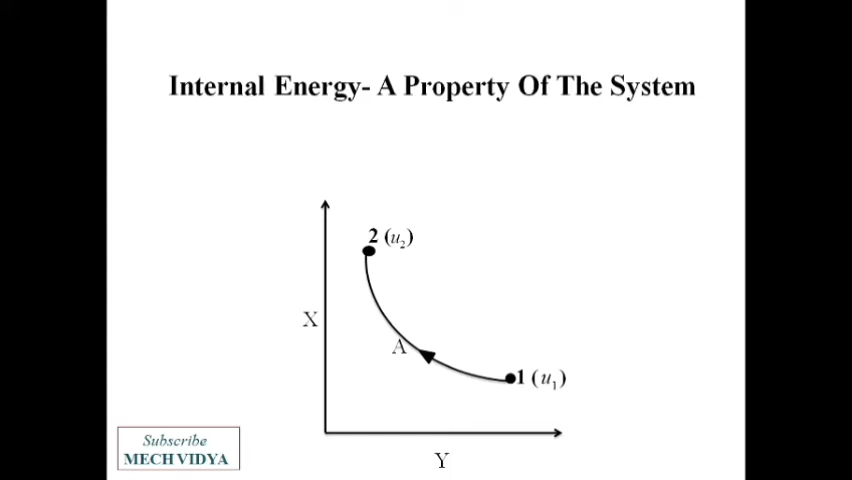 Internal Energy- A Property Of The System
2 (u₂)
X
A
1 (u₁)
Subscribe
MECH VIDYA
Y